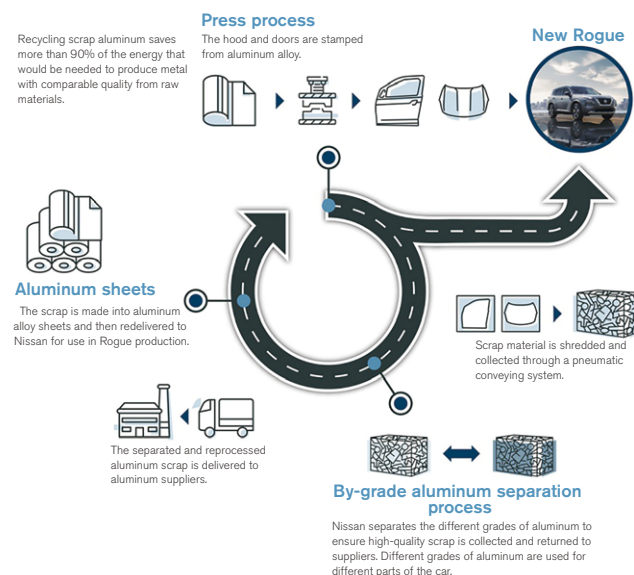 Recycling scrap aluminum saves
more than 90% of the energy that
would be needed to produce metal
with comparable quality from raw
materials.
Press process
The hood and doors are stamped
from aluminum alloy.
New Rogue
Aluminum sheets
The scrap is made into aluminum
alloy sheets and then redelivered to
Nissan for use in Rogue production.
Scrap material is shredded and
collected through a pneumatic
conveying system.
The separated and reprocessed
aluminum scrap is delivered to
aluminum suppliers.
By-grade aluminum separation
process
Nissan separates the different grades of aluminum to
ensure high-quality scrap is collected and returned to
suppliers. Different grades of aluminum are used for
different parts of the car.